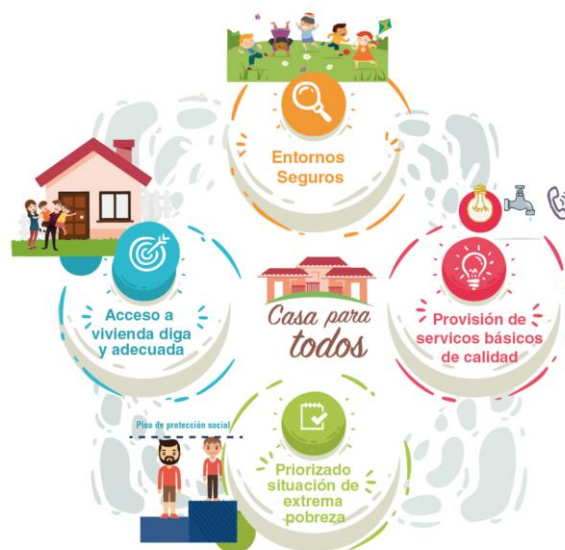 Entornos
Seguros
Acceso a
vivienda diga
y adecuada
Casa para
todos
Provisión de
servicos básicos
de calidad
Piso de protección social
Priorizado
situación de
extrema
pobreza